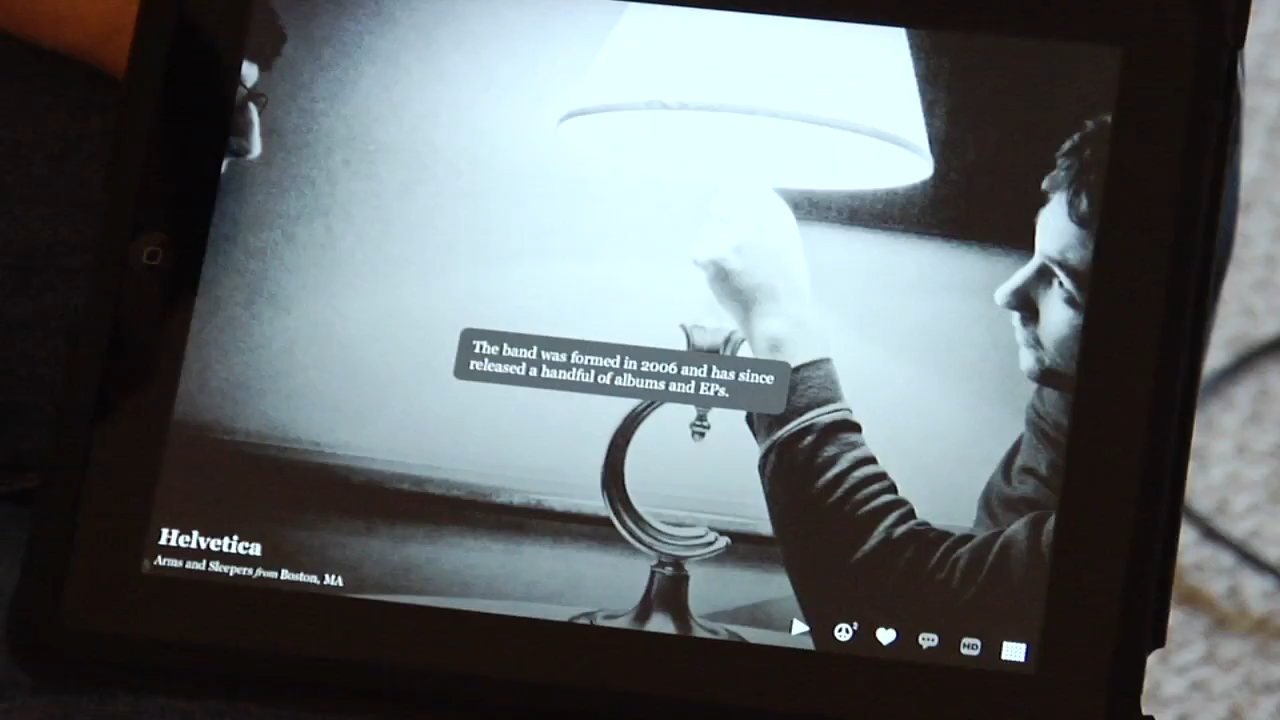 The band was formed in 2006 and has since
released a handful of albums and EPs.
Helvetica
Arms and Sleepers from Boston, MA
2
HD